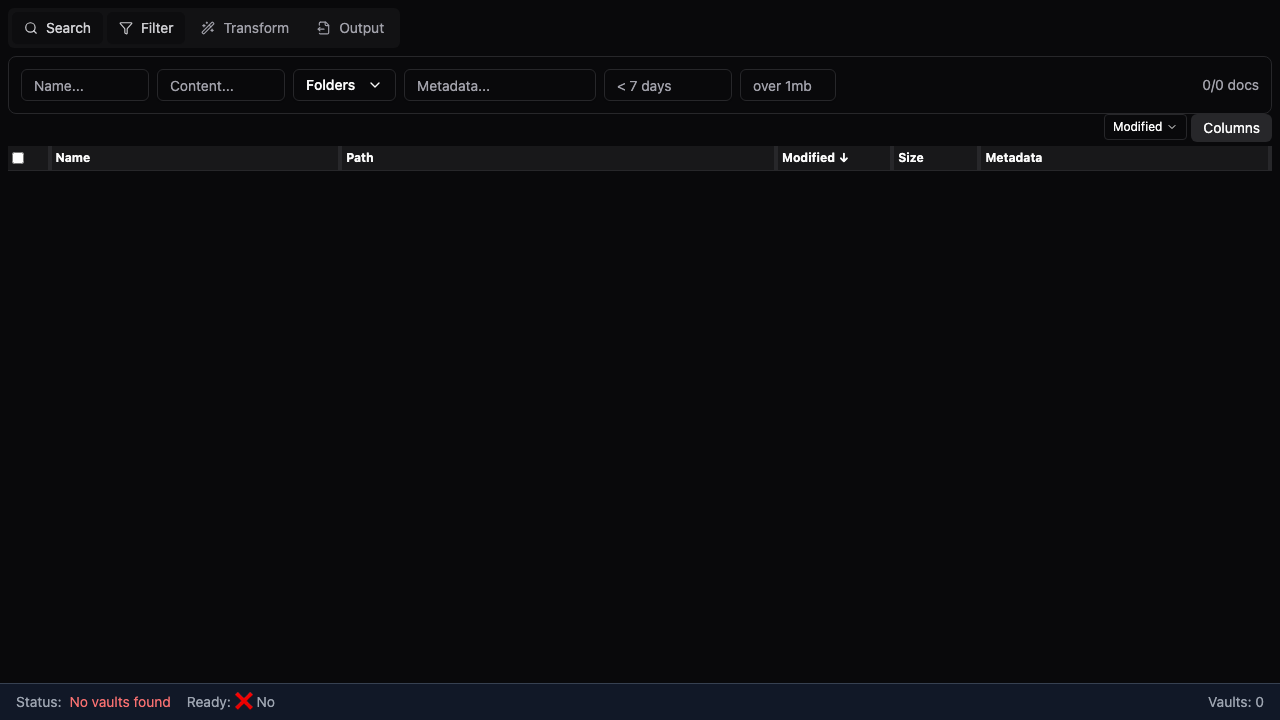 Search Filter Transform Output
Name... Content... Folders Metadata... < 7 days over 1mb 0/0 docs
Modified Columns
Name Path Modified ↓ Size Metadata
Status: No vaults found Ready: ❌ No Vaults: 0